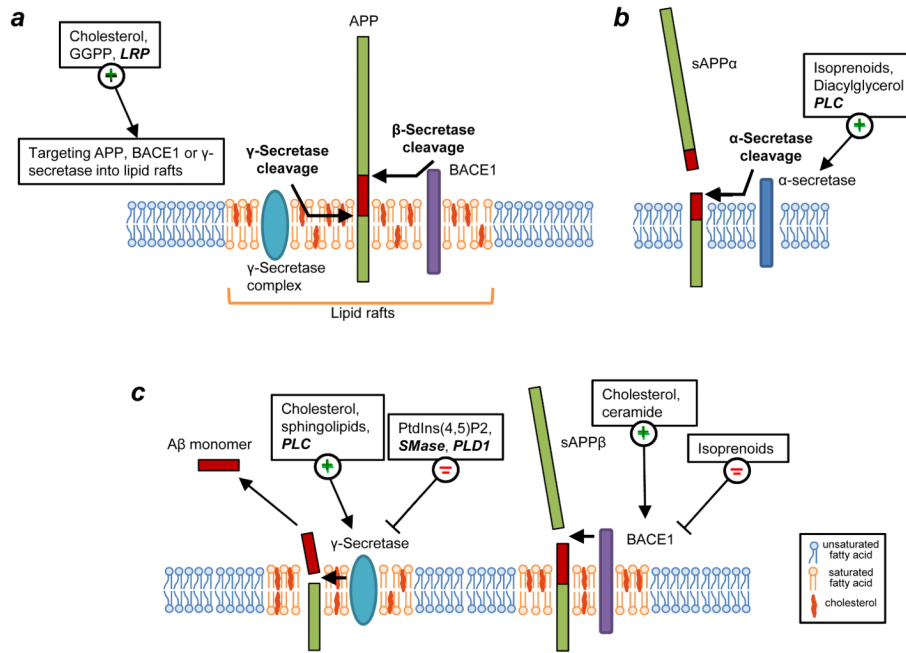 a
Cholesterol,
GGPP, LRP
+
Targeting APP, BACE1 or γ-
secretase into lipid rafts
APP
γ-Secretase
cleavage
β-Secretase
cleavage
BACE1
γ-Secretase
complex
Lipid rafts
b
sAPPα
Isoprenoids,
Diacylglycerol
PLC
+
α-Secretase
cleavage
α-secretase
c
Aβ monomer
Cholesterol,
sphingolipids,
PLC
+
PtdIns(4,5)P2,
SMase, PLD1
=
γ-Secretase
sAPPβ
Cholesterol,
ceramide
+
Isoprenoids
=
BACE1
unsaturated
fatty acid
saturated
fatty acid
cholesterol